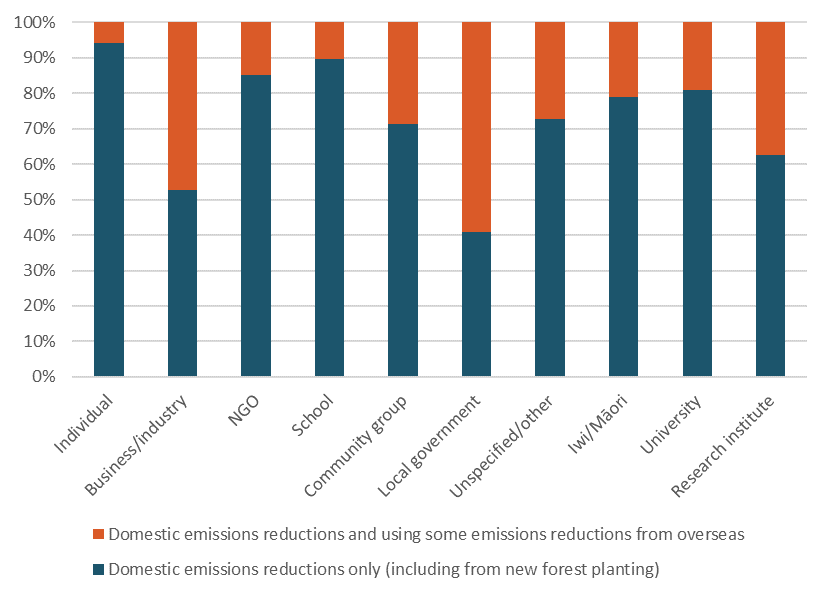 100%
90%
80%
70%
60%
50%
40%
30%
20%
10%
0%
Individual
Business/industry
NGO
School
Community group
Local government
Unspecified/other
Iwi/Māori
University
Research institute
Domestic emissions reductions and using some emissions reductions from overseas
Domestic emissions reductions only (including from new forest planting)